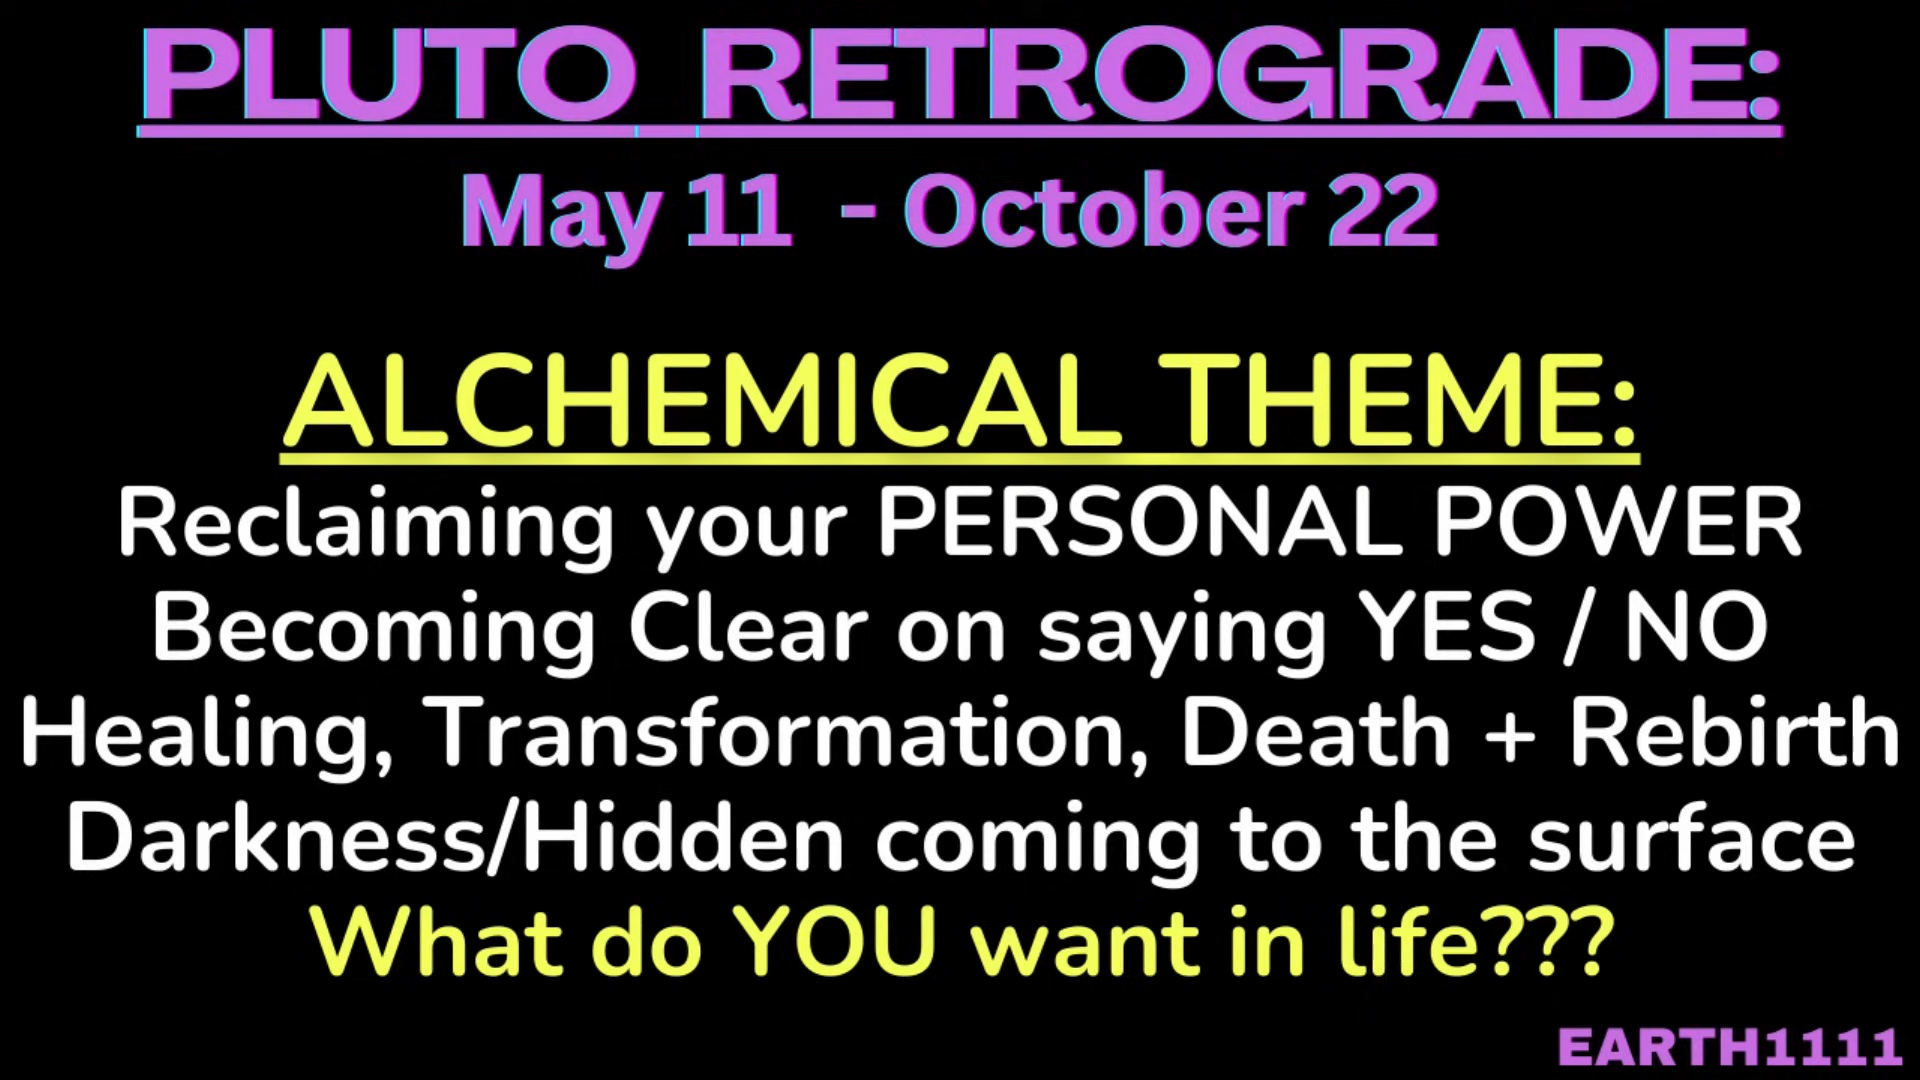 PLUTO RETROGRADE:
May 11 - October 22
ALCHEMICAL THEME:
Reclaiming your PERSONAL POWER
Becoming Clear on saying YES / NO
Healing, Transformation, Death + Rebirth
Darkness/Hidden coming to the surface
What do YOU want in life???
EARTH1111